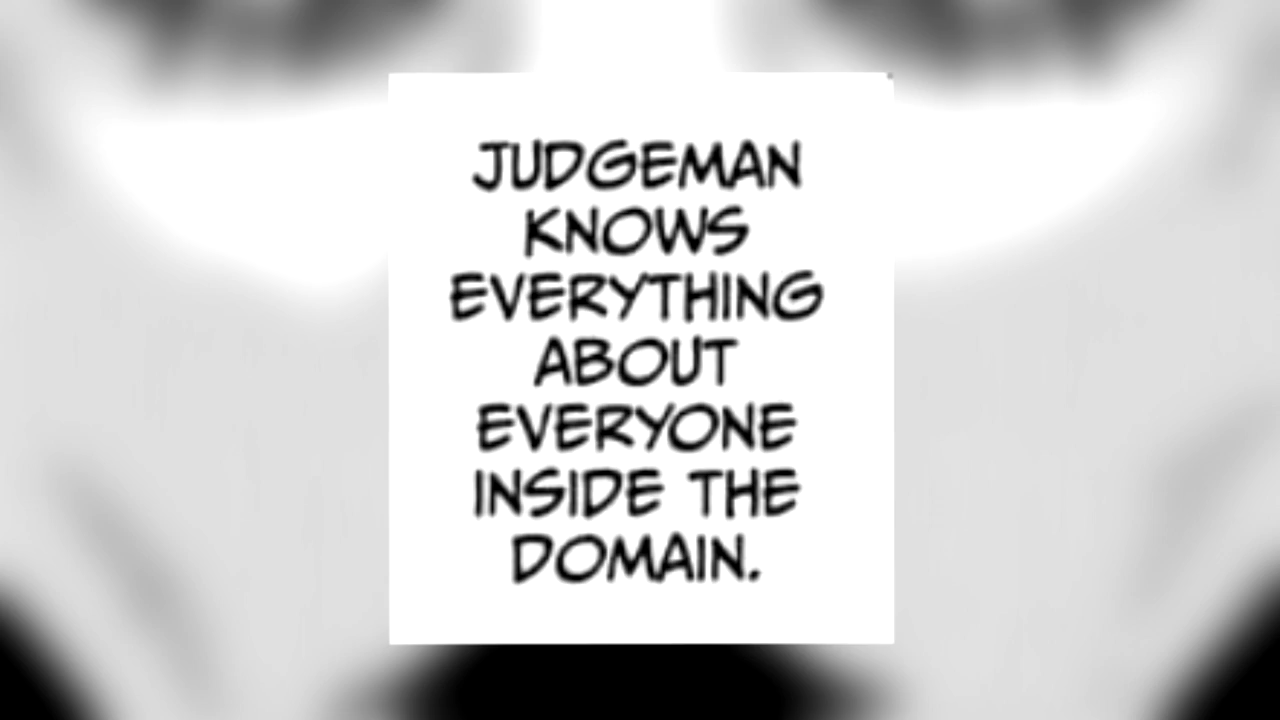 JUDGEMAN
KNOWS
EVERYTHING
ABOUT
EVERYONE
INSIDE THE
DOMAIN.